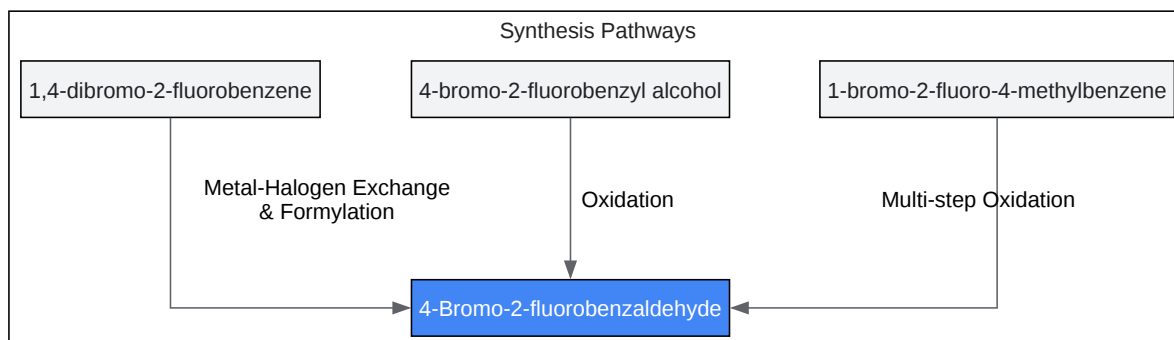 Synthesis Pathways
1,4-dibromo-2-fluorobenzene
4-bromo-2-fluorobenzyl alcohol
1-bromo-2-fluoro-4-methylbenzene
Metal-Halogen Exchange
& Formylation
Oxidation
Multi-step Oxidation
4-Bromo-2-fluorobenzaldehyde